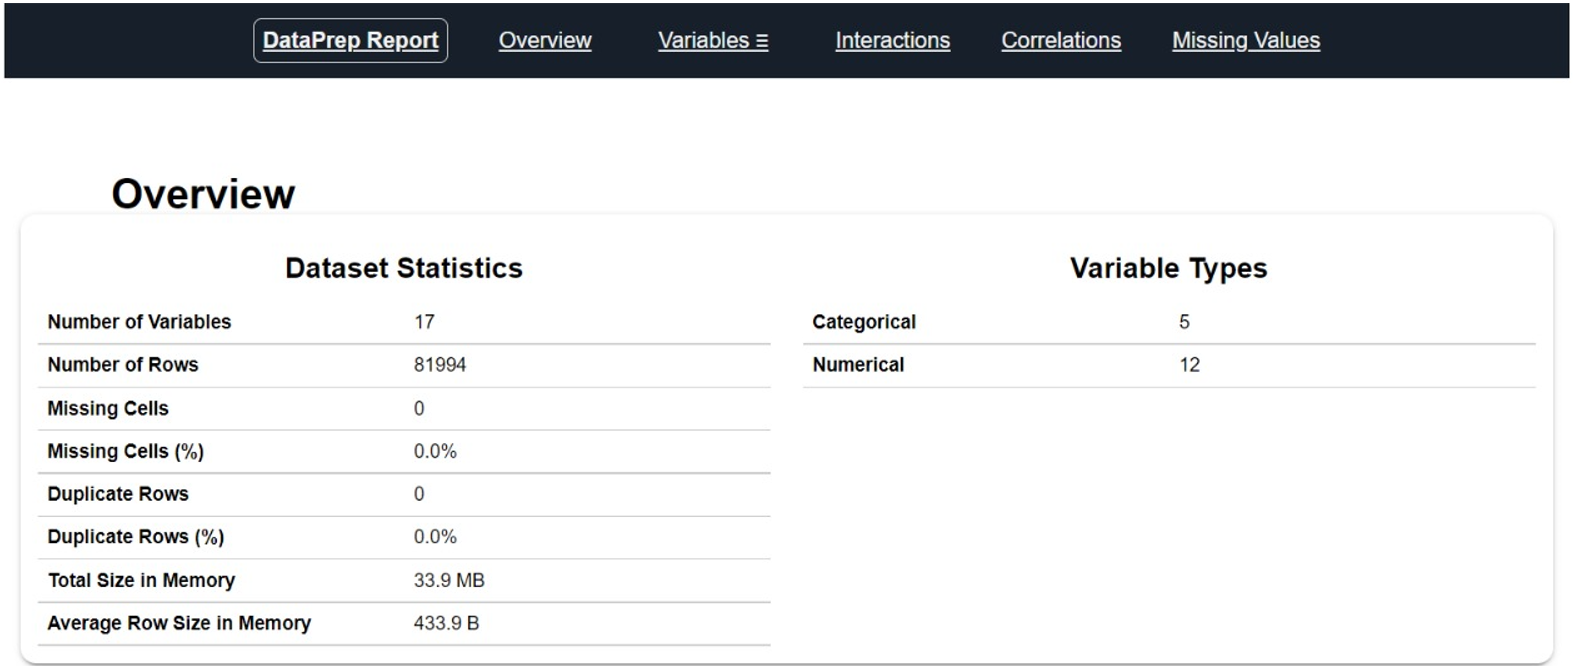 DataPrep Report Overview Variables ☰ Interactions Correlations Missing Values
Overview
Dataset Statistics
Number of Variables 17
Number of Rows 81994
Missing Cells 0
Missing Cells (%) 0.0%
Duplicate Rows 0
Duplicate Rows (%) 0.0%
Total Size in Memory 33.9 MB
Average Row Size in Memory 433.9 B
Variable Types
Categorical 5
Numerical 12